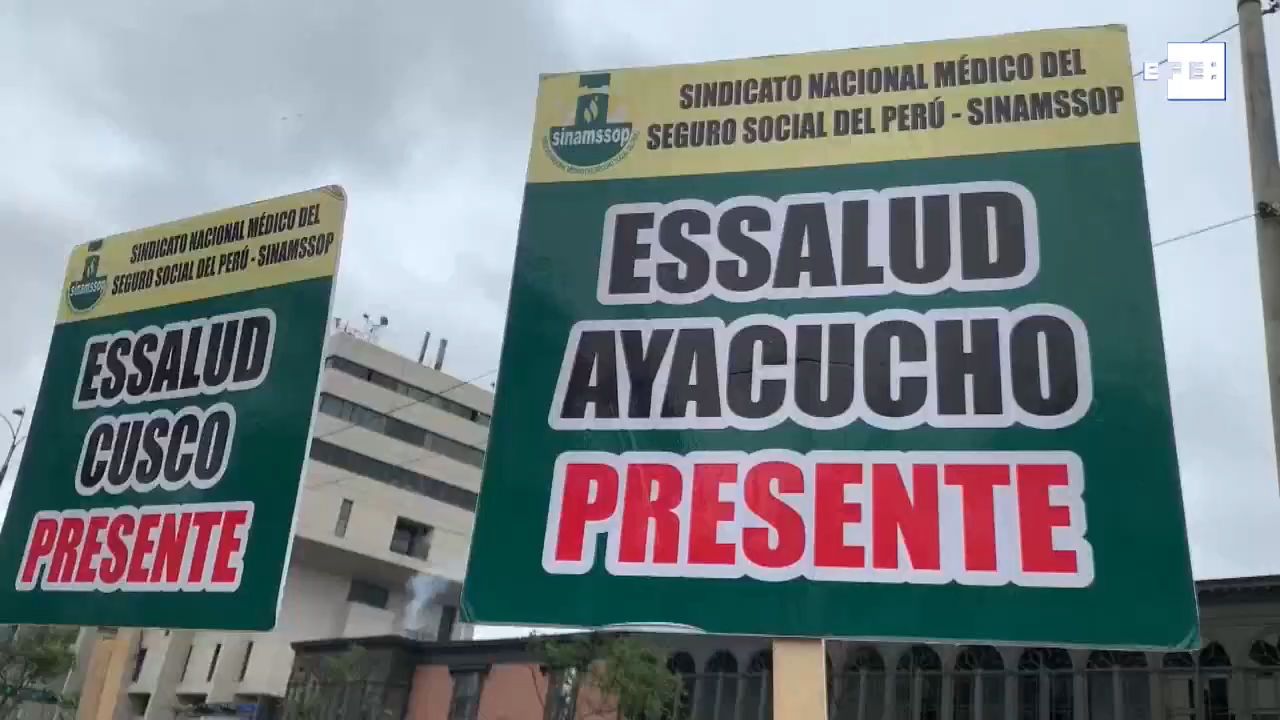 SINDICATO NACIONAL MÉDICO DEL
SEGURO SOCIAL DEL PERÚ - SINAMSSOP
sinamssop
ESSALUD
CUSCO
PRESENTE
SINDICATO NACIONAL MÉDICO DEL
SEGURO SOCIAL DEL PERÚ - SINAMSSOP
sinamssop
ESSALUD
AYACUCHO
PRESENTE